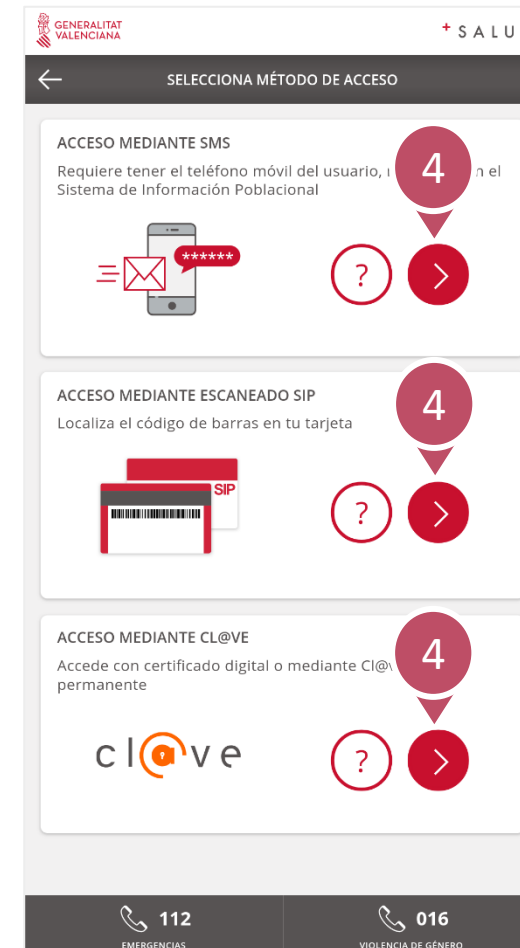 GENERALITAT
VALENCIANA
+ SALU
SELECCIONA MÉTODO DE ACCESO
ACCESO MEDIANTE SMS
Requiere tener el teléfono móvil del usuario, n el
Sistema de Información Poblacional
4
******
?
ACCESO MEDIANTE ESCANEADO SIP
Localiza el código de barras en tu tarjeta
4
SIP
?
ACCESO MEDIANTE CL@VE
Accede con certificado digital o mediante Cl@v
permanente
4
cl@ve
?
112
EMERGENCIAS
016
VIOLENCIA DE GÉNERO